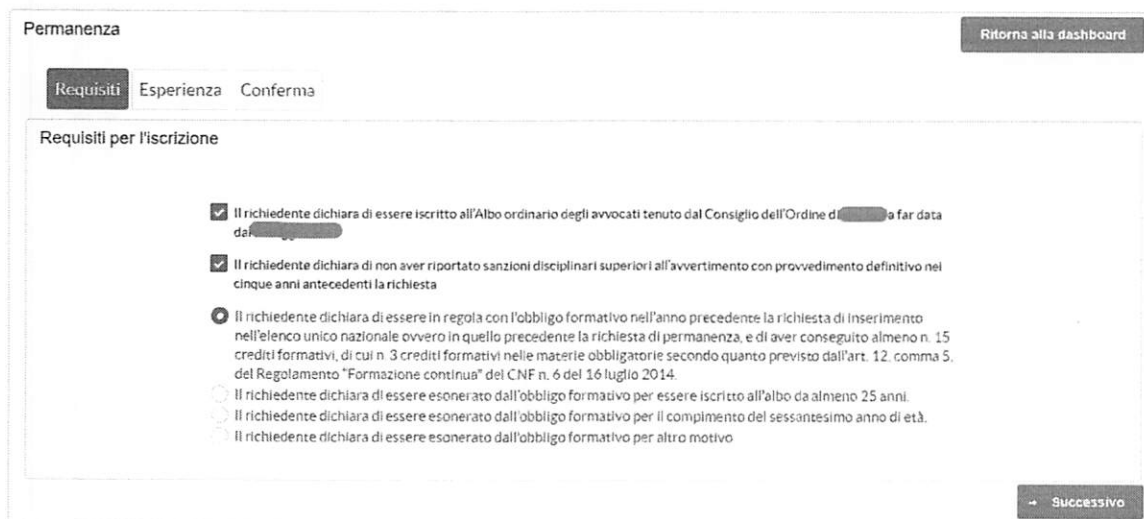 Permanenza
Ritorna alla dashboard
Requisiti Esperienza Conferma
Requisiti per l'iscrizione
Il richiedente dichiara di essere iscritto all'Albo ordinario degli avvocati tenuto dal Consiglio dell'Ordine di a far data
dal
Il richiedente dichiara di non aver riportato sanzioni disciplinari superiori all'avvertimento con provvedimento definitivo nei
cinque anni antecedenti la richiesta
Il richiedente dichiara di essere in regola con l'obbligo formativo nell'anno precedente la richiesta di inserimento
nell'elenco unico nazionale ovvero in quello precedente la richiesta di permanenza, e di aver conseguito almeno n. 15
crediti formativi, di cui n. 3 crediti formativi nelle materie obbligatorie secondo quanto previsto dall'art. 12, comma 5,
del Regolamento "Formazione continua" del CNF n. 6 del 16 luglio 2014.
Il richiedente dichiara di essere esonerato dall'obbligo formativo per essere iscritto all'albo da almeno 25 anni.
Il richiedente dichiara di essere esonerato dall'obbligo formativo per il compimento del sessantesimo anno di età.
Il richiedente dichiara di essere esonerato dall'obbligo formativo per altro motivo
→ Successivo